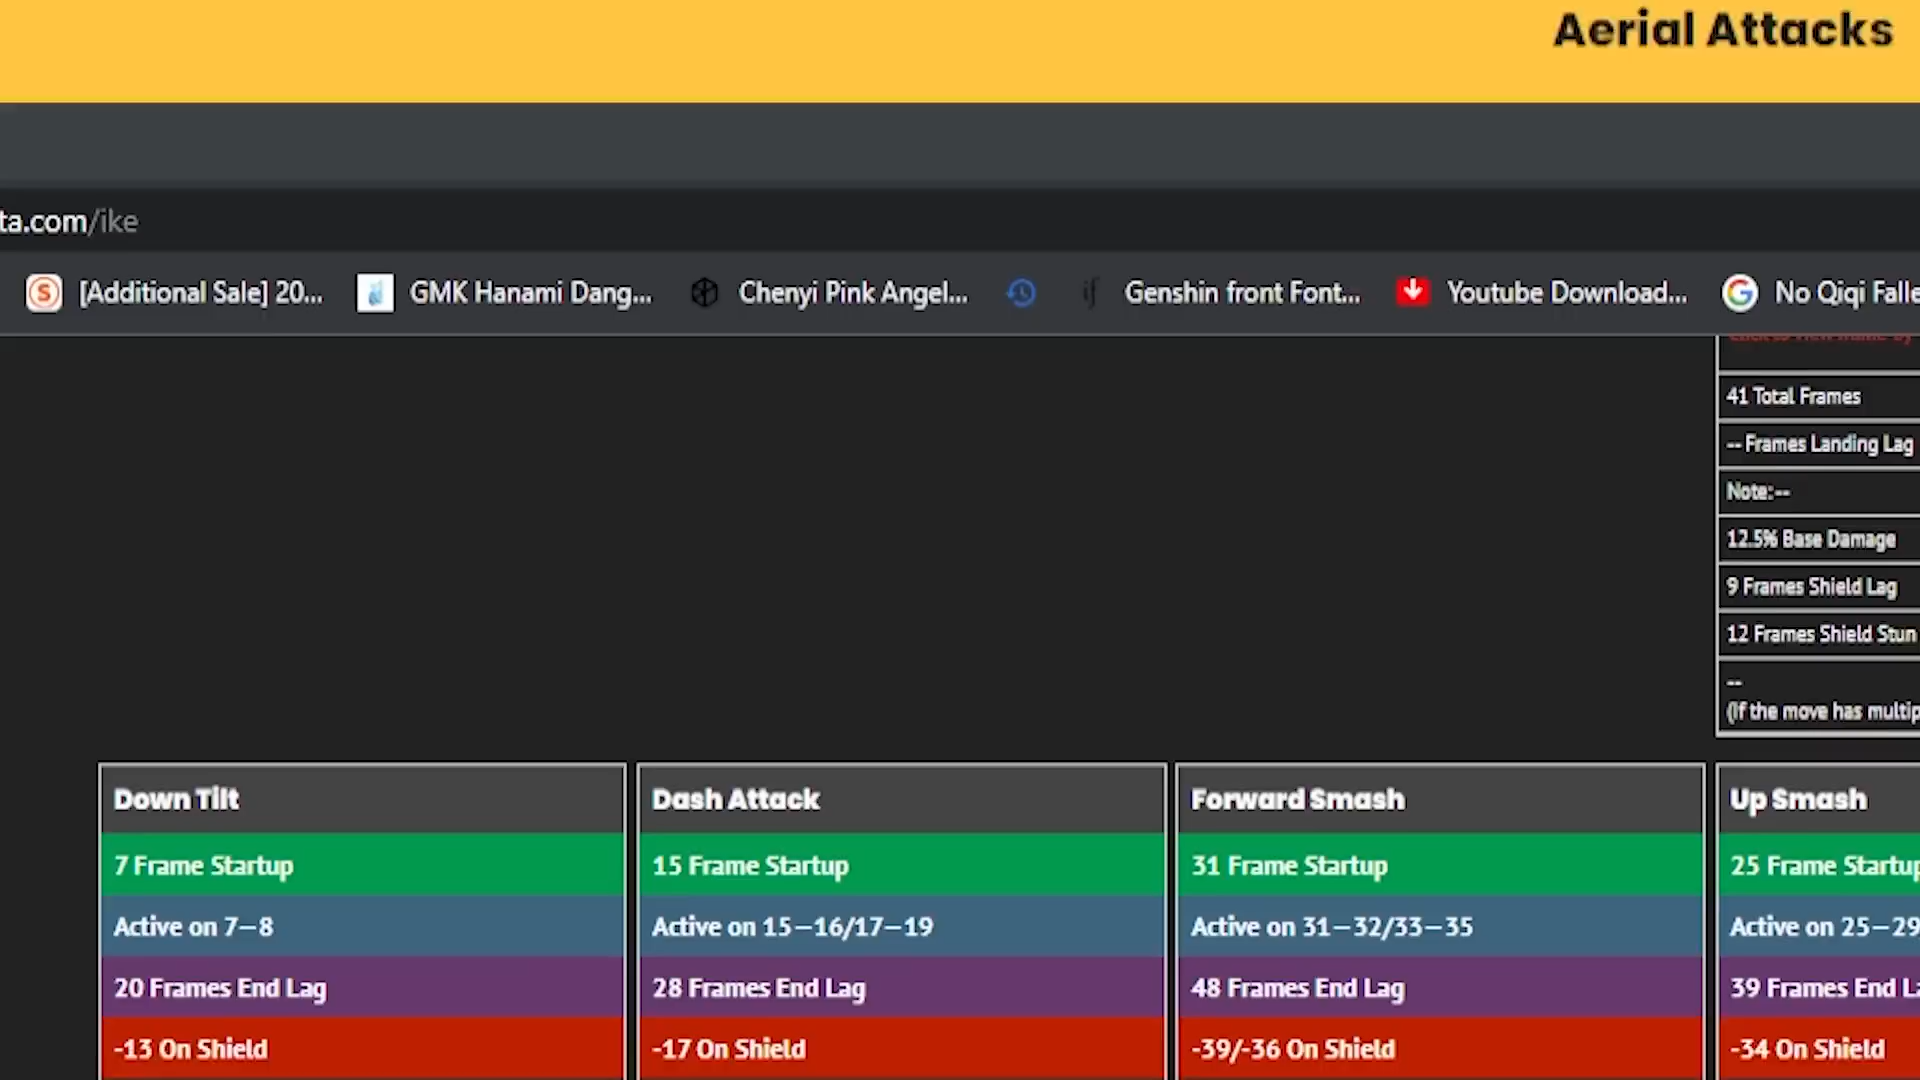 Aerial Attacks
ta.com/ike
[Additional Sale] 20...
GMK Hanami Dang...
Chenyi Pink Angel...
Genshin front Font...
Youtube Download...
No Qiqi Falle
41 Total Frames
-- Frames Landing Lag
Note:--
12.5% Base Damage
9 Frames Shield Lag
12 Frames Shield Stun
--
(If the move has multip
Down Tilt
7 Frame Startup
Active on 7—8
20 Frames End Lag
-13 On Shield
Dash Attack
15 Frame Startup
Active on 15—16/17—19
28 Frames End Lag
-17 On Shield
Forward Smash
31 Frame Startup
Active on 31—32/33—35
48 Frames End Lag
-39/-36 On Shield
Up Smash
25 Frame Startup
Active on 25—29
39 Frames End La
-34 On Shield